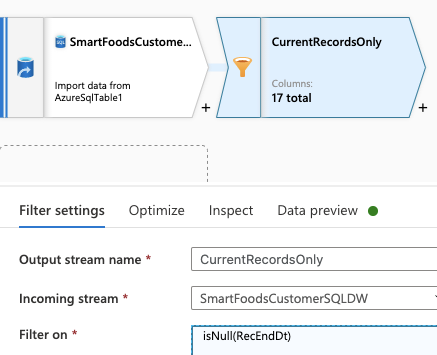 SQL SmartFoodsCustome...
Import data from
AzureSqlTable1
+
CurrentRecordsOnly
Columns:
17 total
+
Filter settings Optimize Inspect Data preview
Output stream name * CurrentRecordsOnly
Incoming stream * SmartFoodsCustomerSQLDW
Filter on * isNull(RecEndDt)